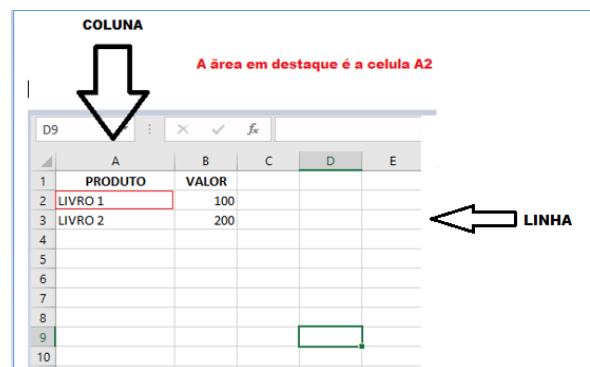 COLUNA
A ãrea em destaque é a celula A2
D9 fx
A B C D E
1 PRODUTO VALOR
2 LIVRO 1 100
3 LIVRO 2 200
LINHA
4
5
6
7
8
9
10